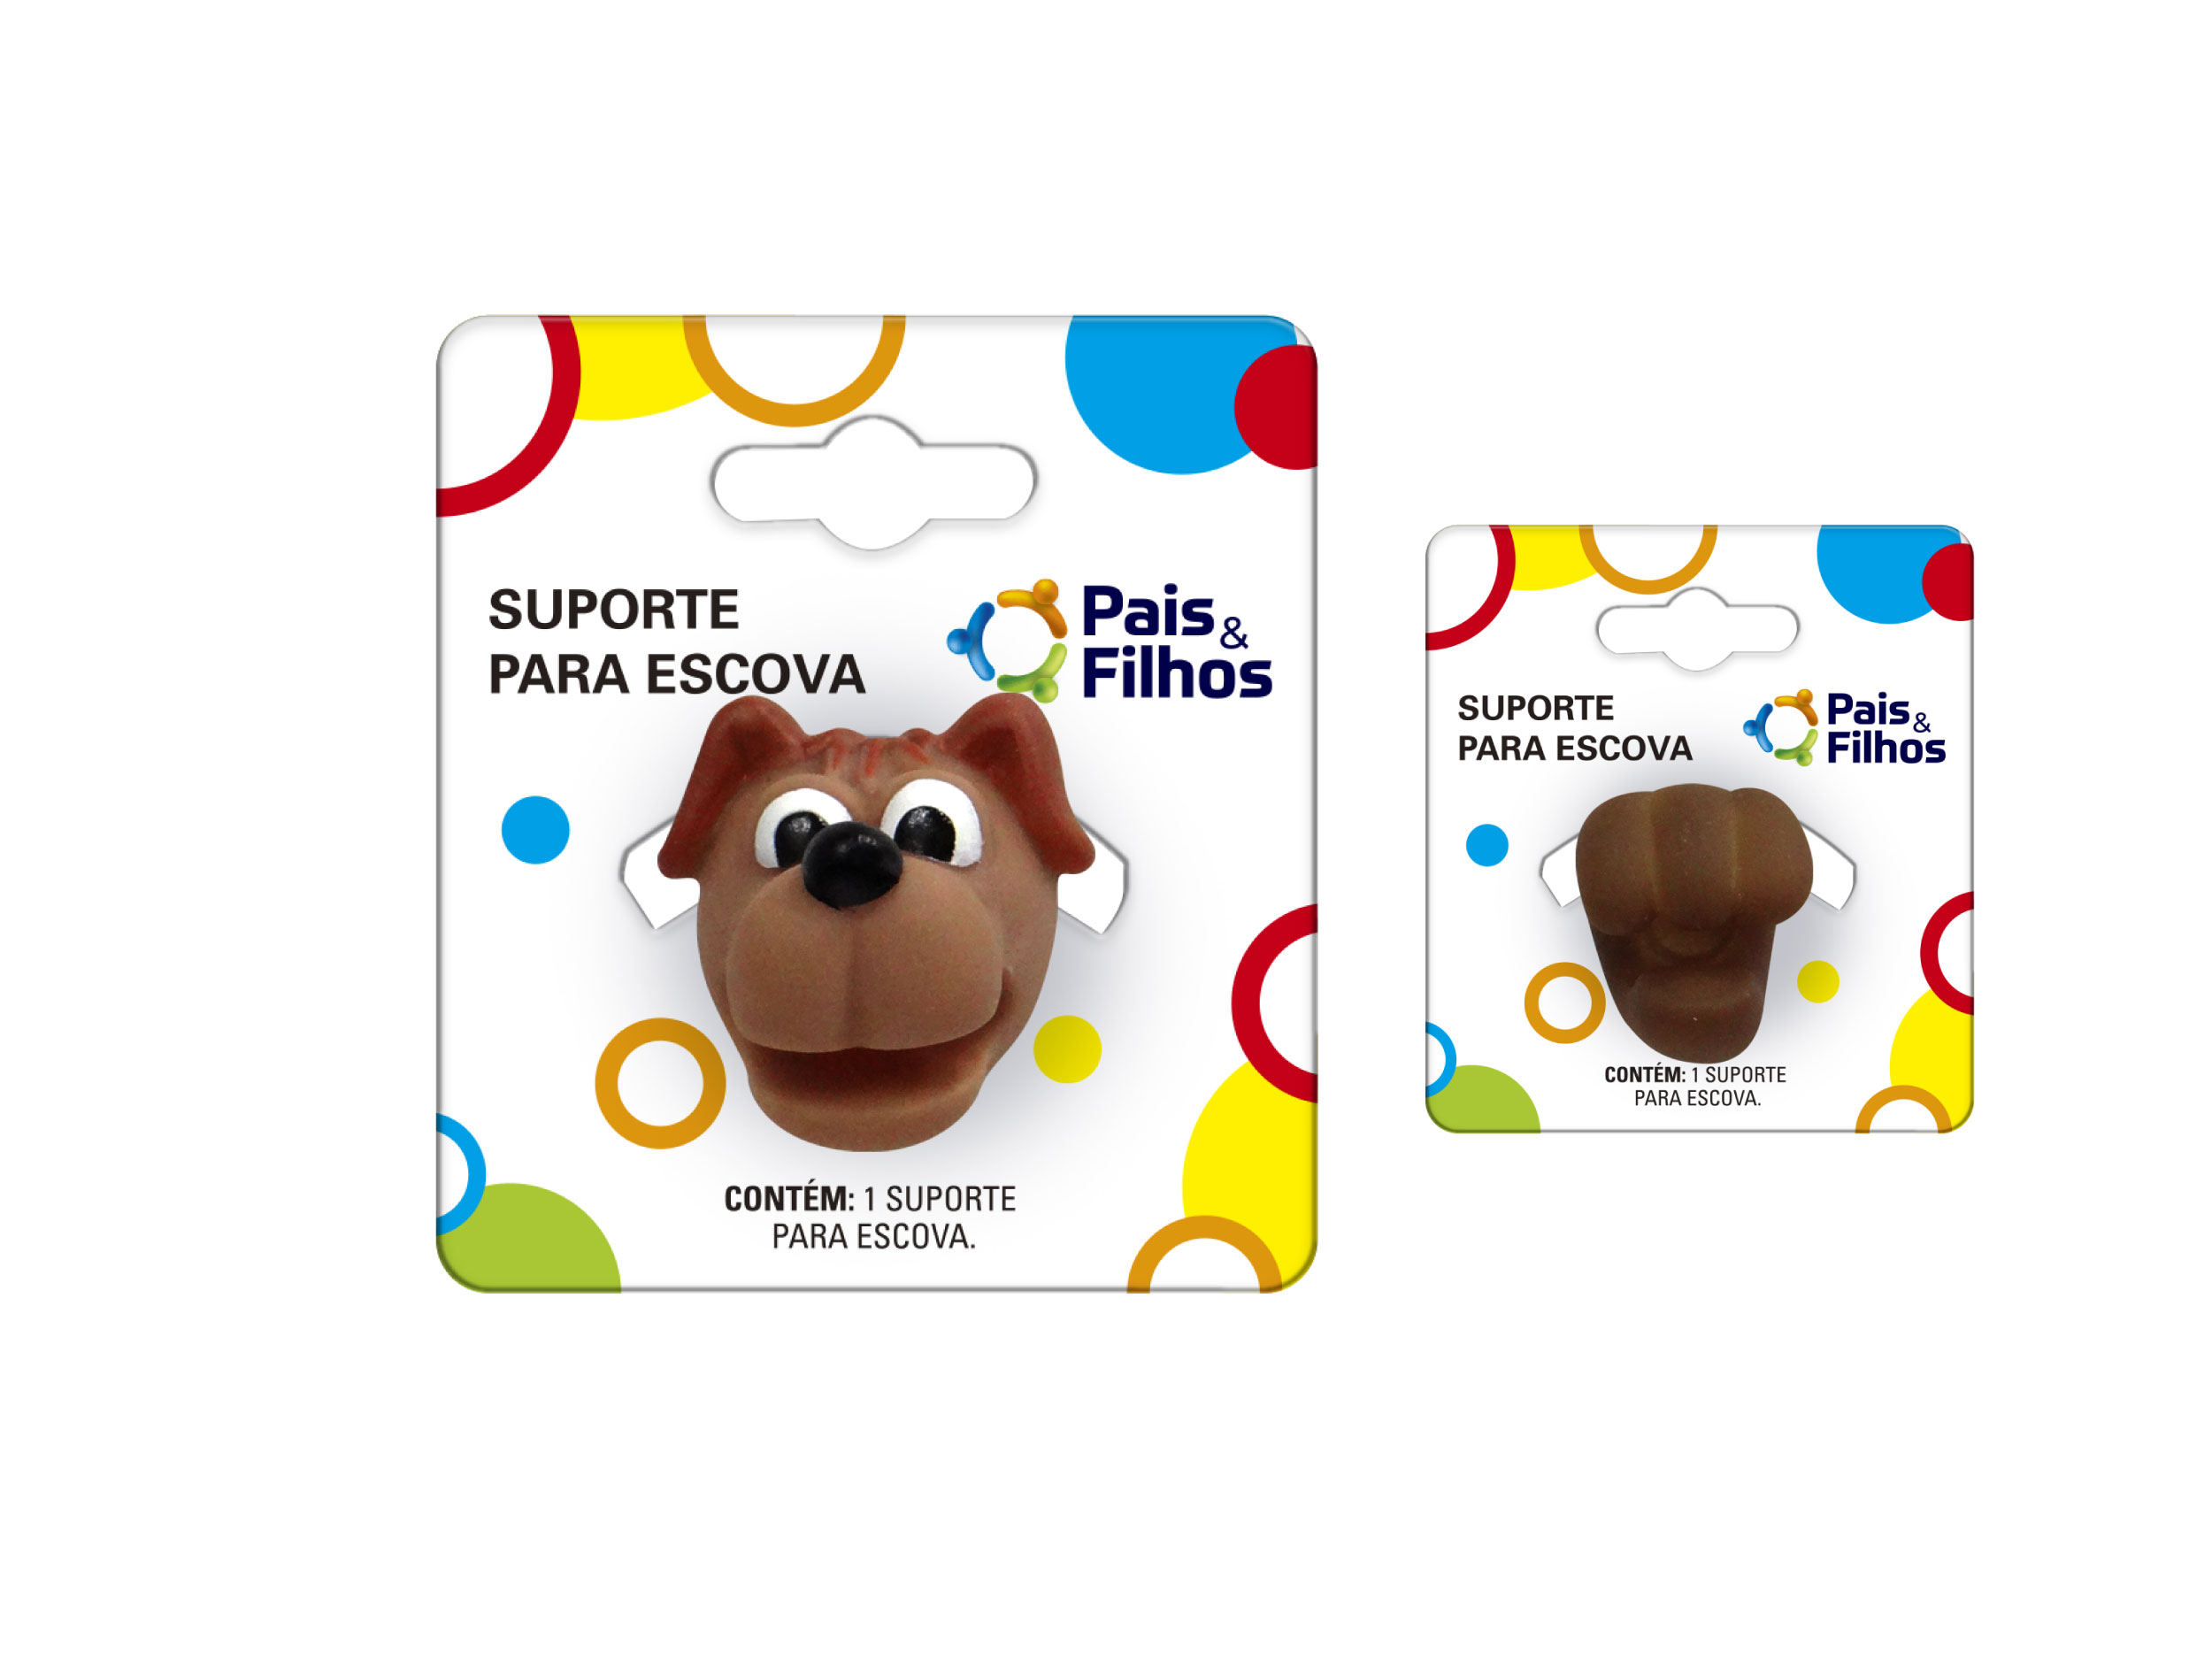 SUPORTE
PARA ESCOVA
Pais &
Filhos
CONTÉM: 1 SUPORTE
PARA ESCOVA.
SUPORTE
PARA ESCOVA
Pais &
Filhos
CONTÉM: 1 SUPORTE
PARA ESCOVA.